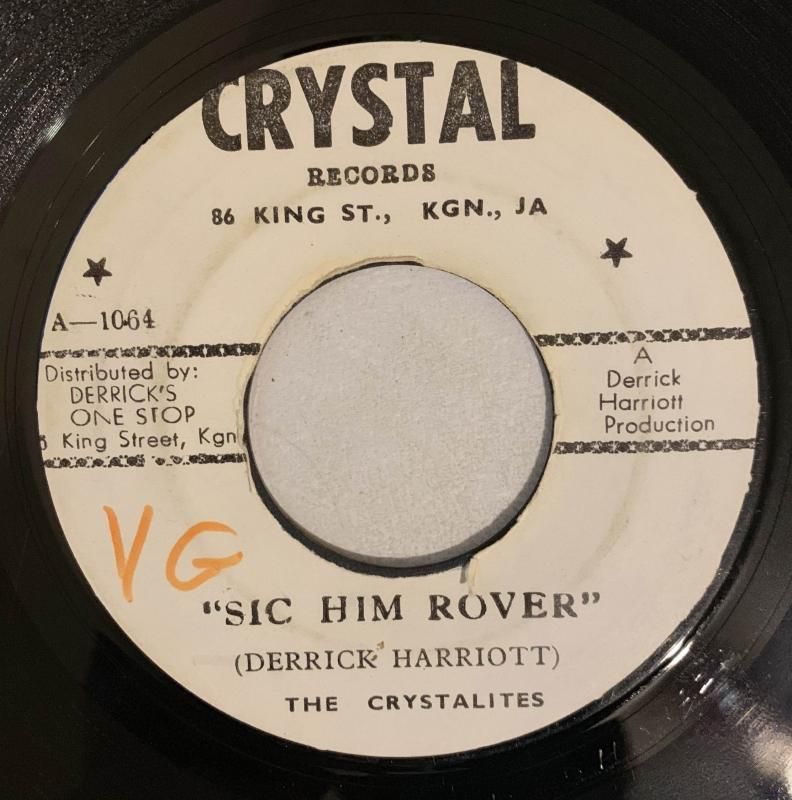 CRYSTAL
RECORDS
86 KING ST., KGN., JA
A—1064
Distributed by:
DERRICK'S
ONE STOP
King Street, Kgn
A
Derrick
Harriott
Production
VG
"SIC HIM ROVER"
(DERRICK HARRIOTT)
THE CRYSTALITES